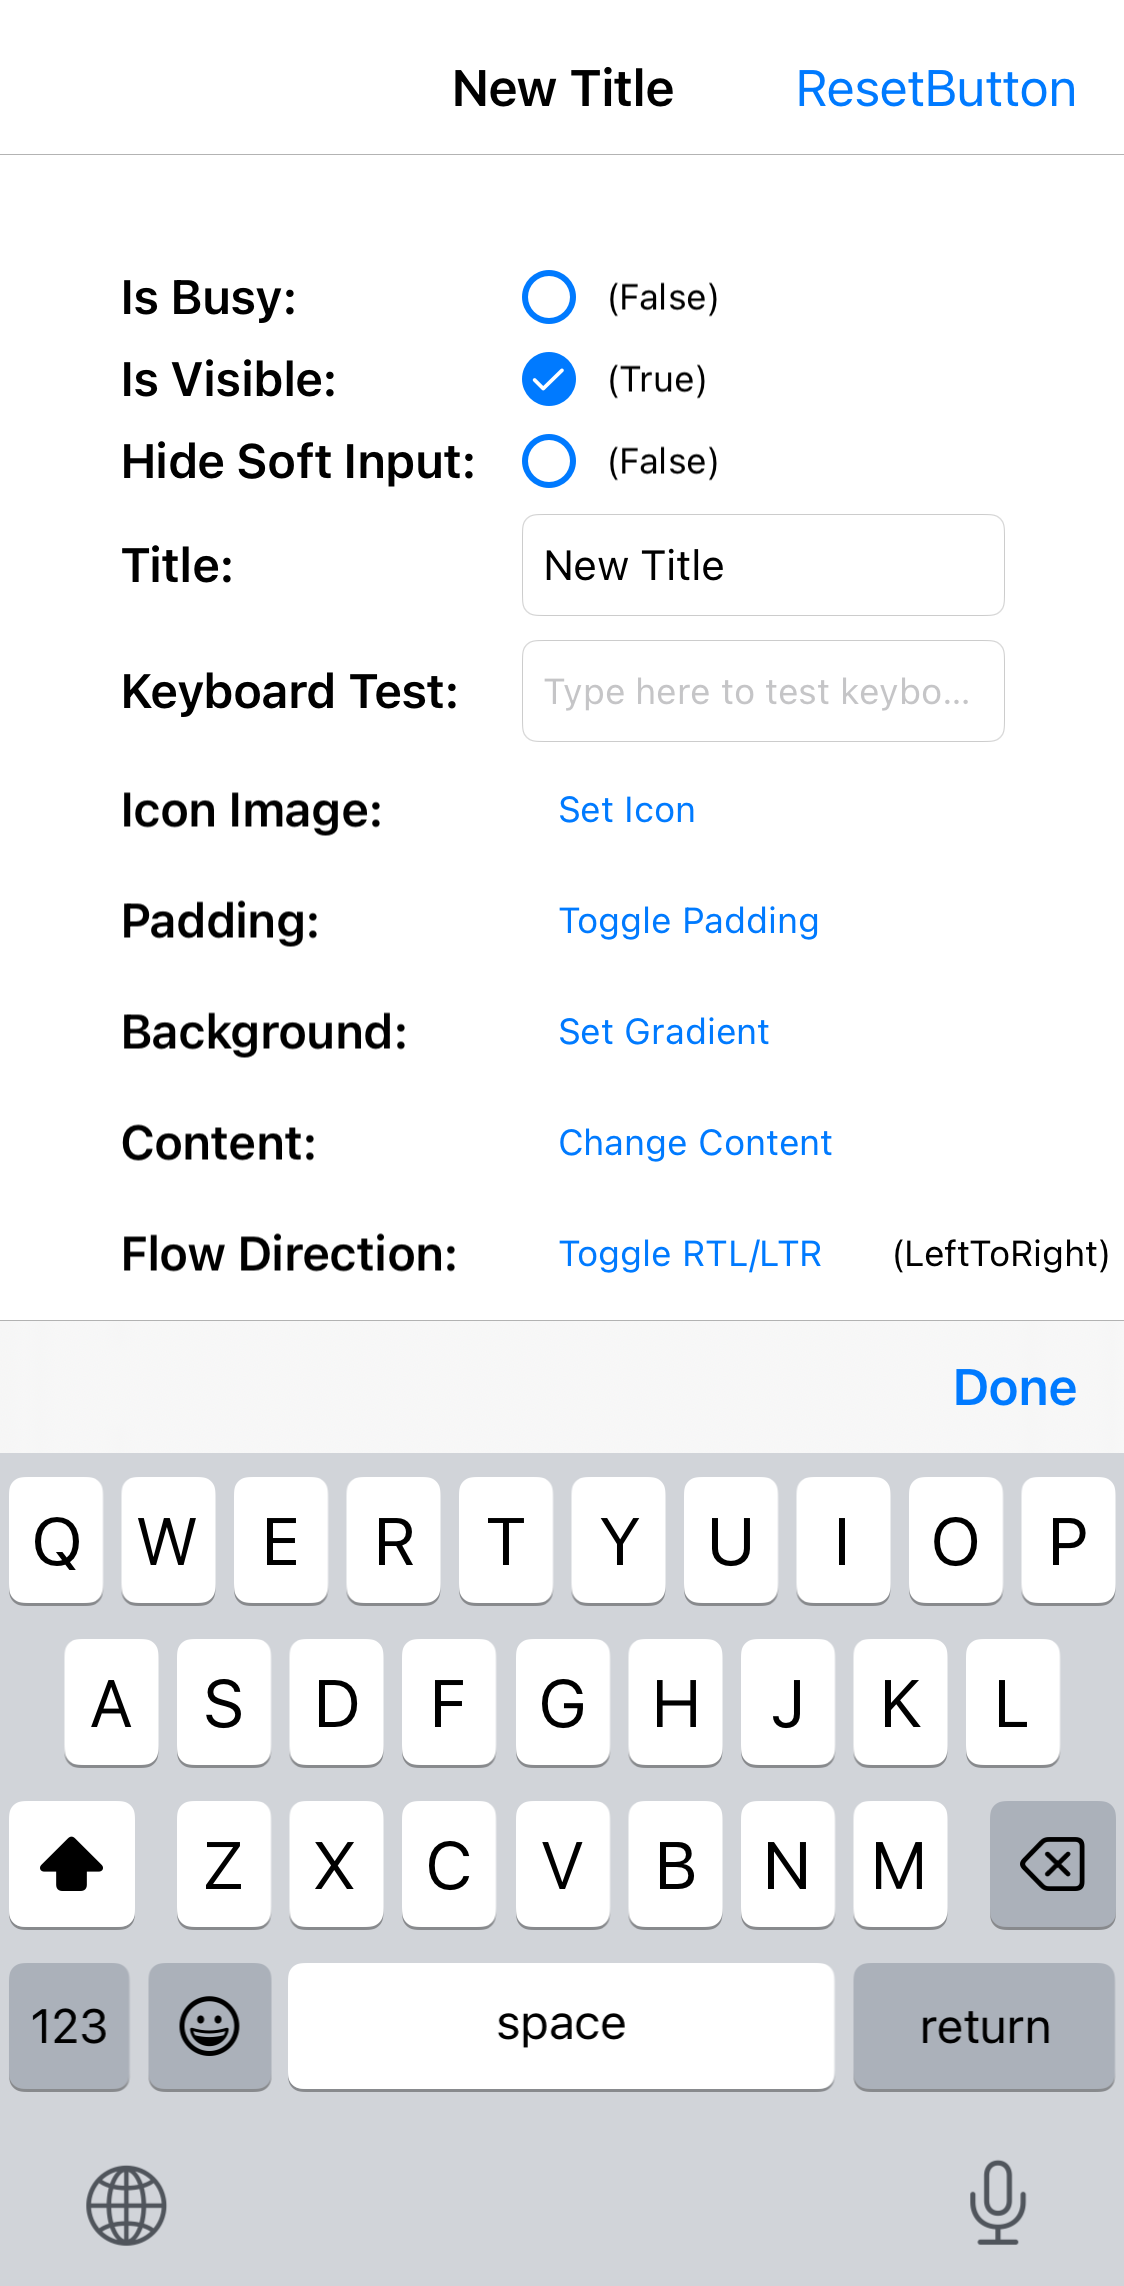 New Title ResetButton
Is Busy: (False)
Is Visible: (True)
Hide Soft Input: (False)
Title: New Title
Keyboard Test: Type here to test keybo...
Icon Image: Set Icon
Padding: Toggle Padding
Background: Set Gradient
Content: Change Content
Flow Direction: Toggle RTL/LTR (LeftToRight)
Done
Q W E R T Y U I O P
A S D F G H J K L
Z X C V B N M
123 space return